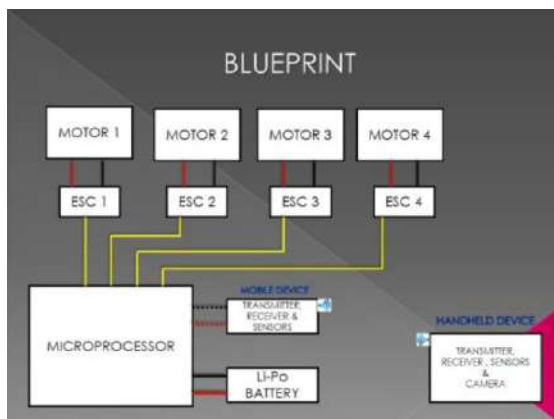 BLUEPRINT
MOTOR 1
MOTOR 2
MOTOR 3
MOTOR 4
ESC 1
ESC 2
ESC 3
ESC 4
MICROPROCESSOR
MOBILE DEVICE
TRANSMITTER,
RECEIVER &
SENSORS
Li-Po
BATTERY
HANDHELD DEVICE
TRANSMITTER,
RECEIVER , SENSORS
&
CAMERA